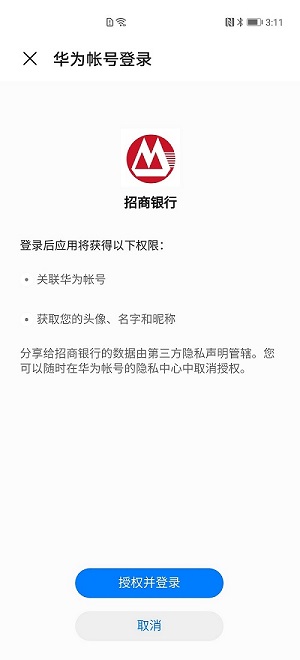 3:11
华为帐号登录
招商银行
登录后应用将获得以下权限：
• 关联华为帐号
• 获取您的头像、名字和昵称
分享给招商银行的数据由第三方隐私声明管辖。您
可以随时在华为帐号的隐私中心中取消授权。
授权并登录
取消